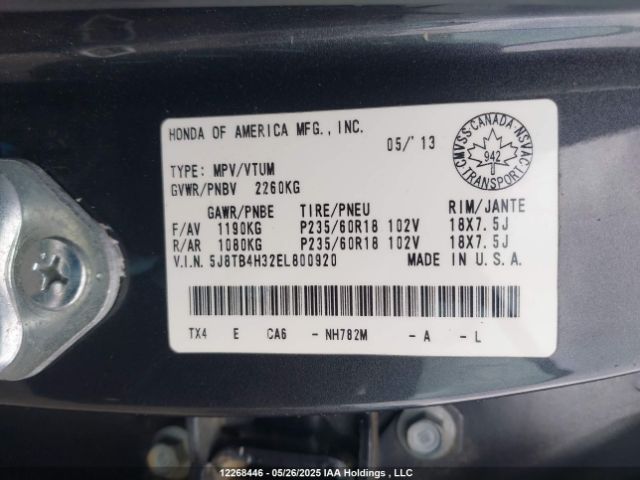 HONDA OF AMERICA MFG., INC.
05/'13
CMVSS CANADA NSVAC
942
TRANSPORT
TYPE: MPV/VTUM
GVWR/PNBV 2260KG
GAWR/PNBE TIRE/PNEU RIM/JANTE
F/AV 1190KG P235/60R18 102V 18X7.5J
R/AR 1080KG P235/60R18 102V 18X7.5J
V.I.N. 5J8TB4H32EL800920 MADE IN U.S.A.
TX4 E CA6 - NH782M - A - L
12268446 - 05/26/2025 IAA Holdings , LLC